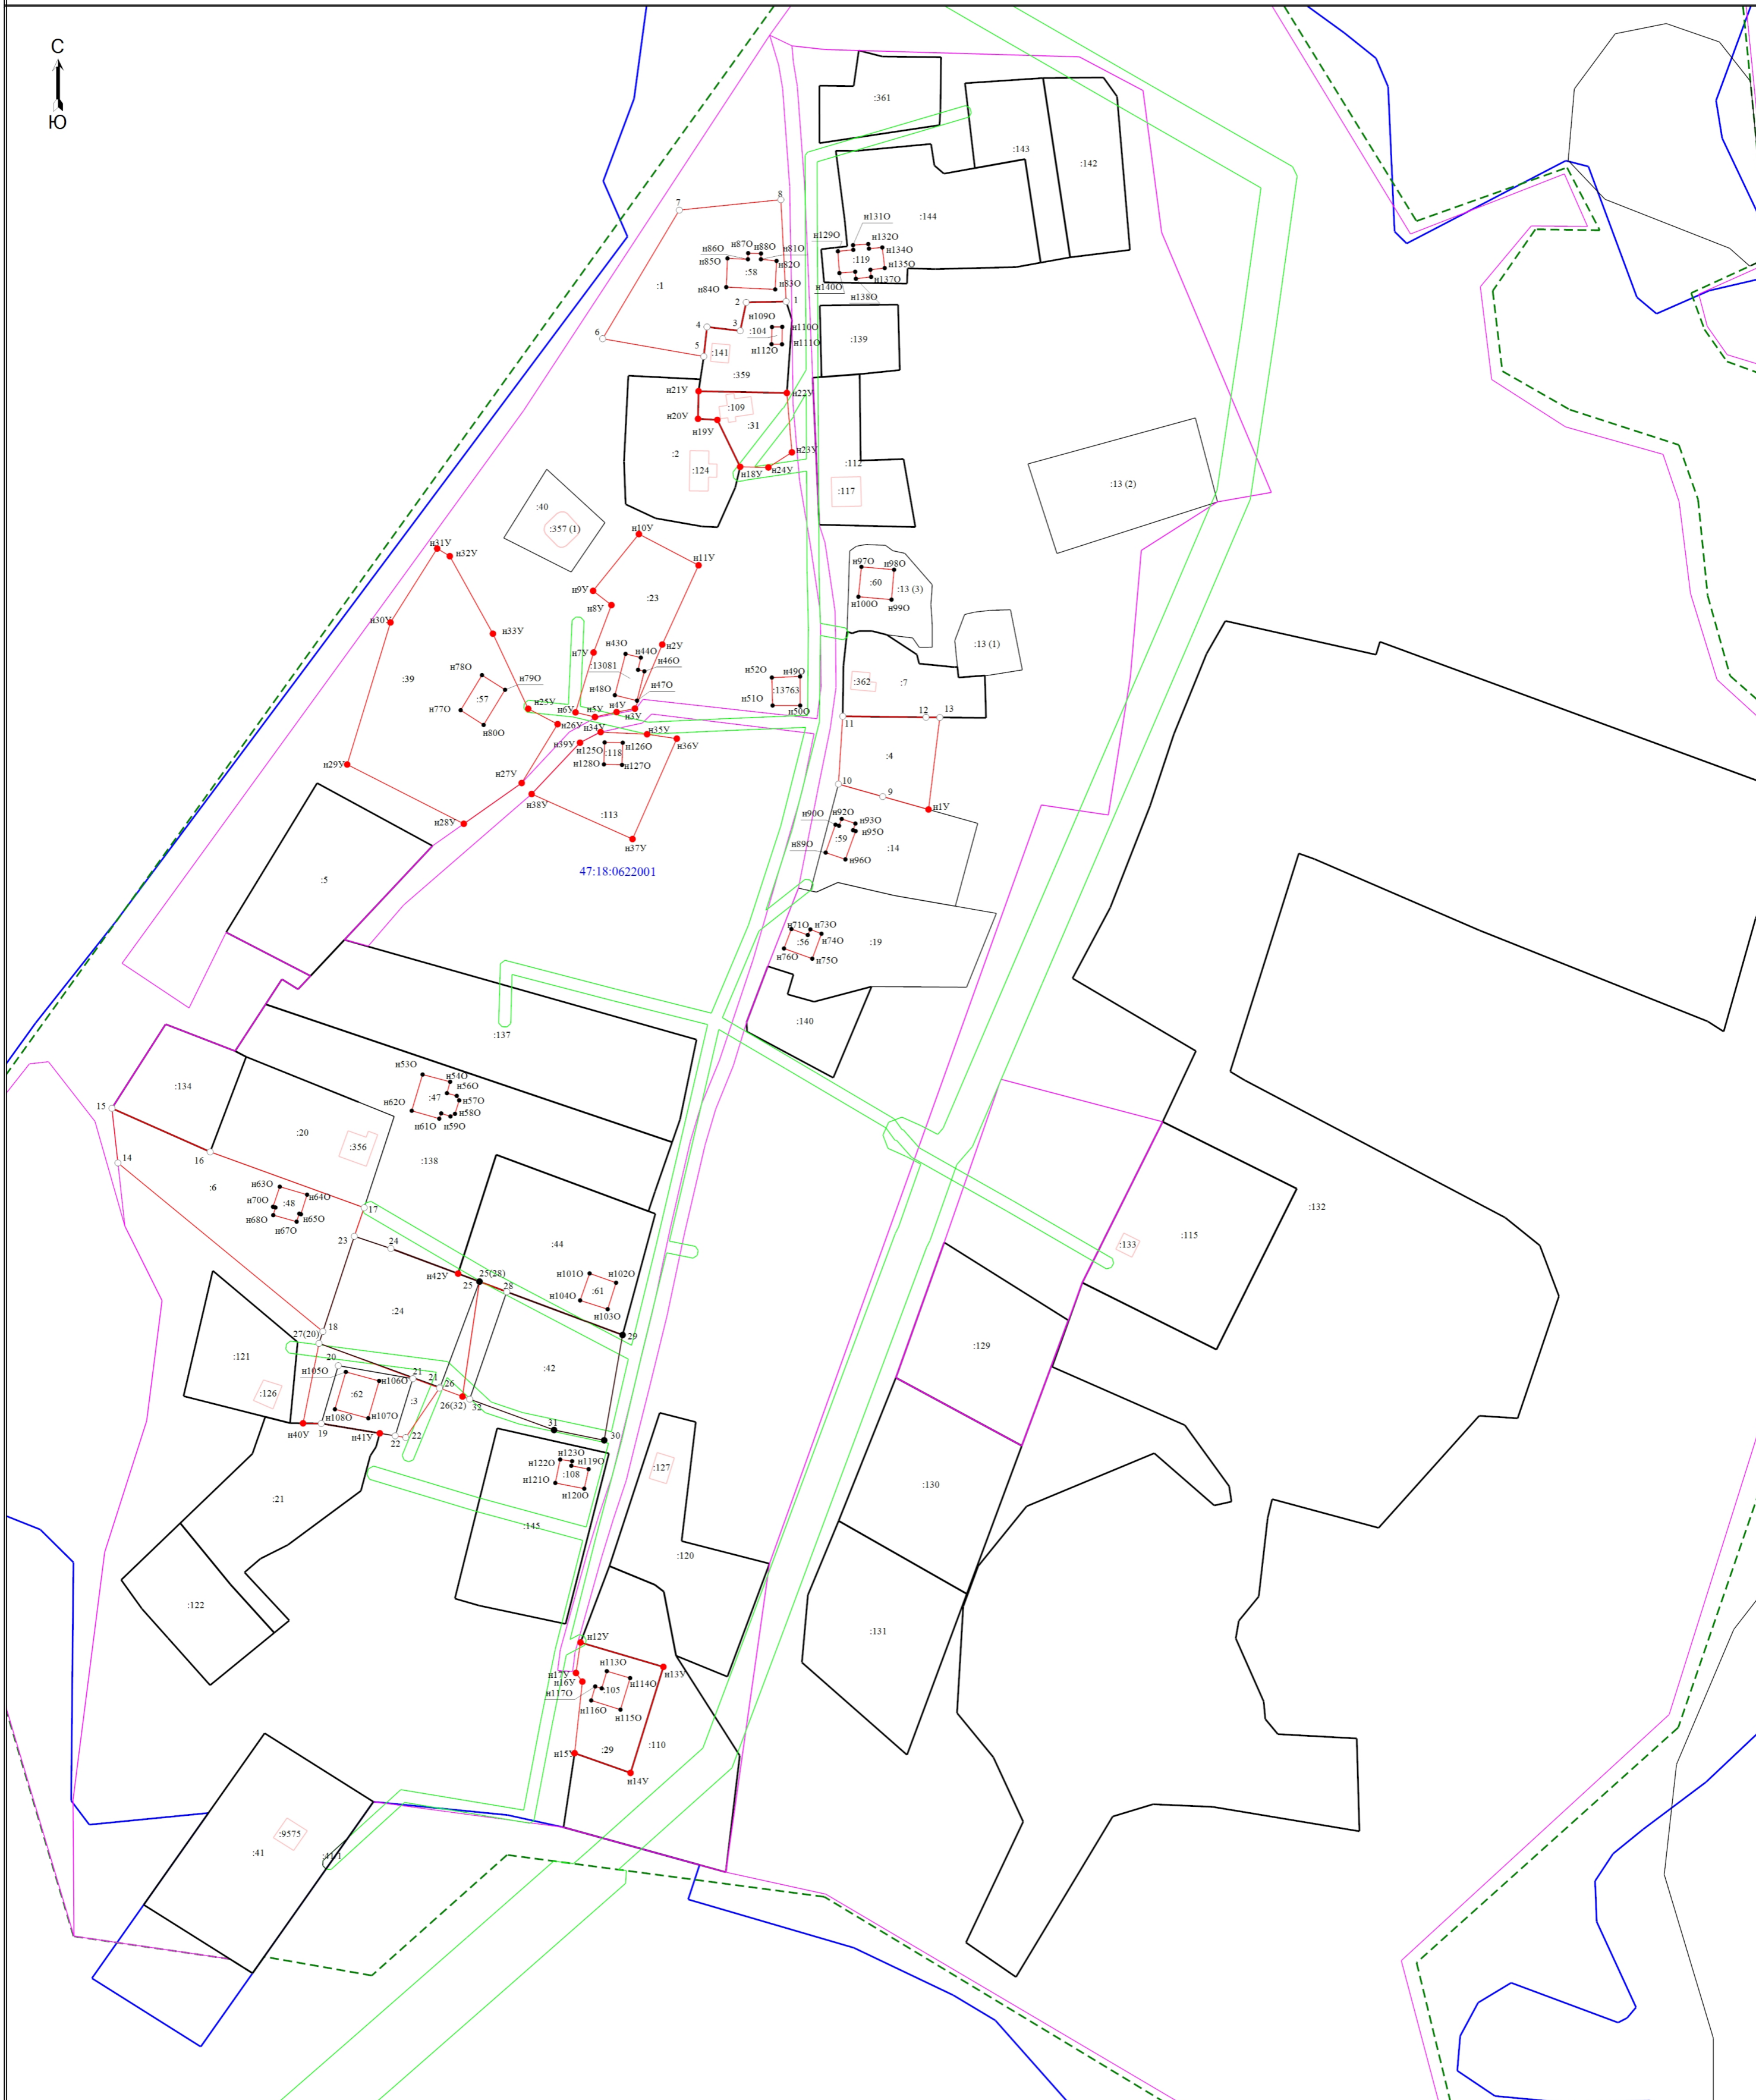 С
Ю
:361
:143
:142
8
7
:144
н131О
н129О
н132О
н134О
:119
н135О
н137О
н140О
н138О
н87О
н88О
н81О
н86О
н85О
н82О
:58
н83О
н84О
:1
1
2
н109О
3
4
:104
н110О
н111О
н112О
6
5
:141
:139
:359
н21У
н22У
:109
н20У
н19У
:31
:2
н23У
:124
н18У
н24У
:112
:117
:13 (2)
:40
:357 (1)
н10У
н31У
н32У
н11У
н97О
н98О
:60
:13 (3)
н100О
н99О
н9У
н8У
:23
н30У
н33У
н7У
н43О
н44О
н2У
н46О
:13081
н47О
н48О
н52О
н49О
:13763
н51О
н50О
:13 (1)
:362
:7
:39
н78О
н79О
:57
н77О
н80О
н25У
н26У
н6У
н5У
н4У
н3У
н34У
н35У
н36У
н39У
н125О
н126О
:118
н128О
н127О
11
12
13
:4
н29У
н27У
н38У
10
9
н1У
н28У
:113
н37У
н90О
н92О
н93О
н95О
:59
н89О
н96О
:14
47:18:0622001
:5
н71О
н73О
:56
н74О
н76О
н75О
:19
:140
:137
:134
н53О
н54О
н56О
:47
н57О
н62О
н58О
н61О
н59О
15
:20
:356
:138
16
14
:6
н63О
н64О
н70О
:48
н68О
н65О
н67О
17
:132
:115
:133
23
24
:44
н42У
25(28)
25
28
н101О
н102О
:61
н104О
н103О
:24
29
18
27(20)
:121
20
н105О
н106О
21
21
26
:42
:129
:126
:62
:3
26(32)
32
н108О
н107О
н40У
19
н41У
22
22
31
30
н123О
н122О
н119О
:108
н121О
н120О
:127
:130
:21
:145
:120
:122
:131
н12У
н113О
н13У
н17У
н16У
н114О
н117О
:105
н116О
н115О
н15У
:29
:110
н14У
:9575
:41
:41/1